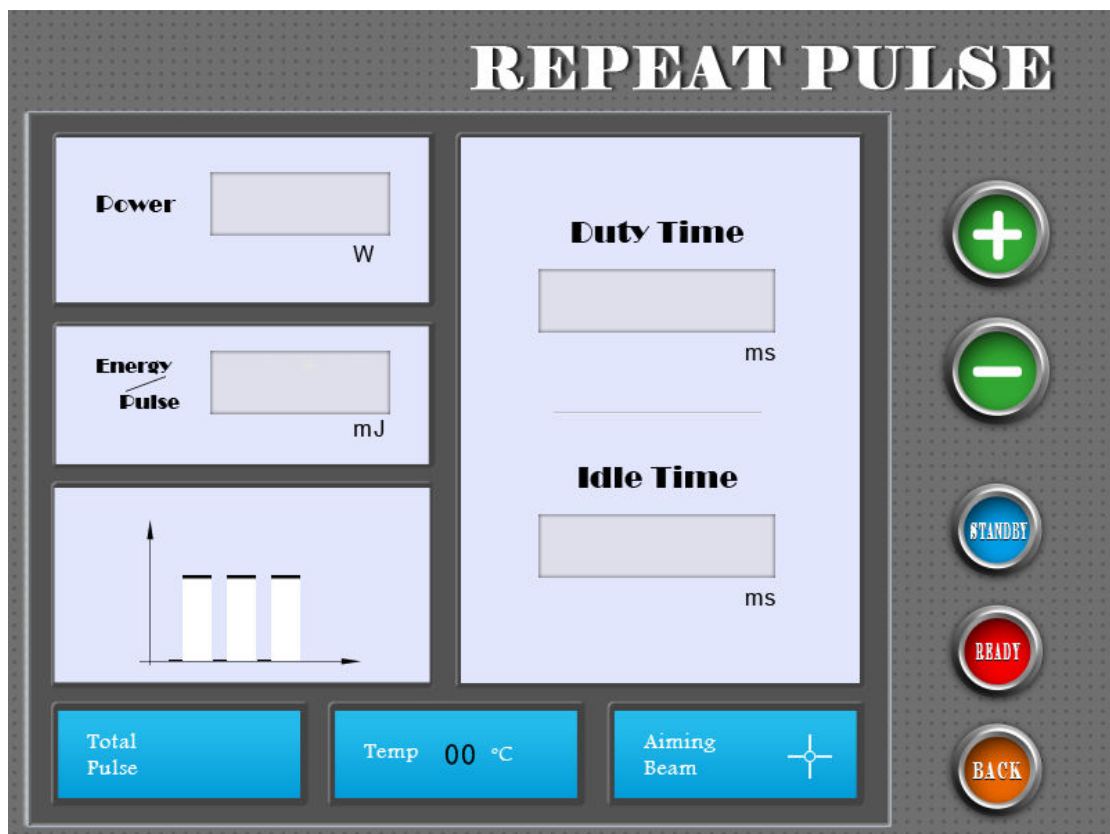 REPEAT PULSE
Power
W
Energy
Pulse
mJ
Duty Time
ms
Idle Time
ms
Total
Pulse
Temp 00 °C
Aiming
Beam
STANDBY
READY
BACK